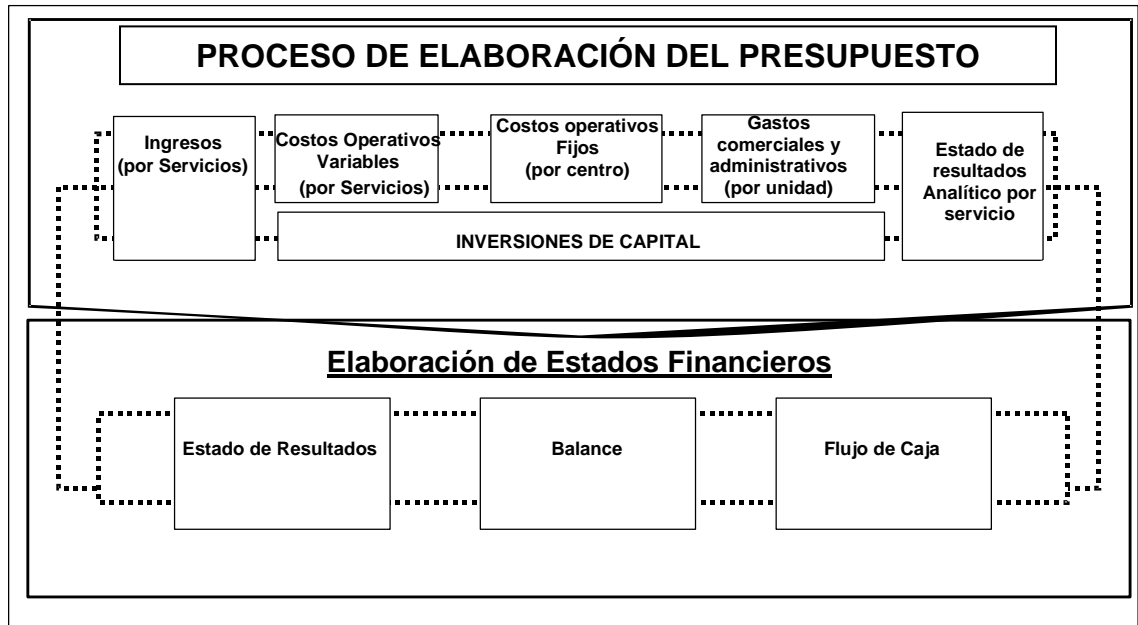 PROCESO DE ELABORACIÓN DEL PRESUPUESTO
Ingresos
(por Servicios)
Costos Operativos
Variables
(por Servicios)
Costos operativos
Fijos
(por centro)
Gastos
comerciales y
administrativos
(por unidad)
Estado de
resultados
Analítico por
servicio
INVERSIONES DE CAPITAL
Elaboración de Estados Financieros
Estado de Resultados
Balance
Flujo de Caja